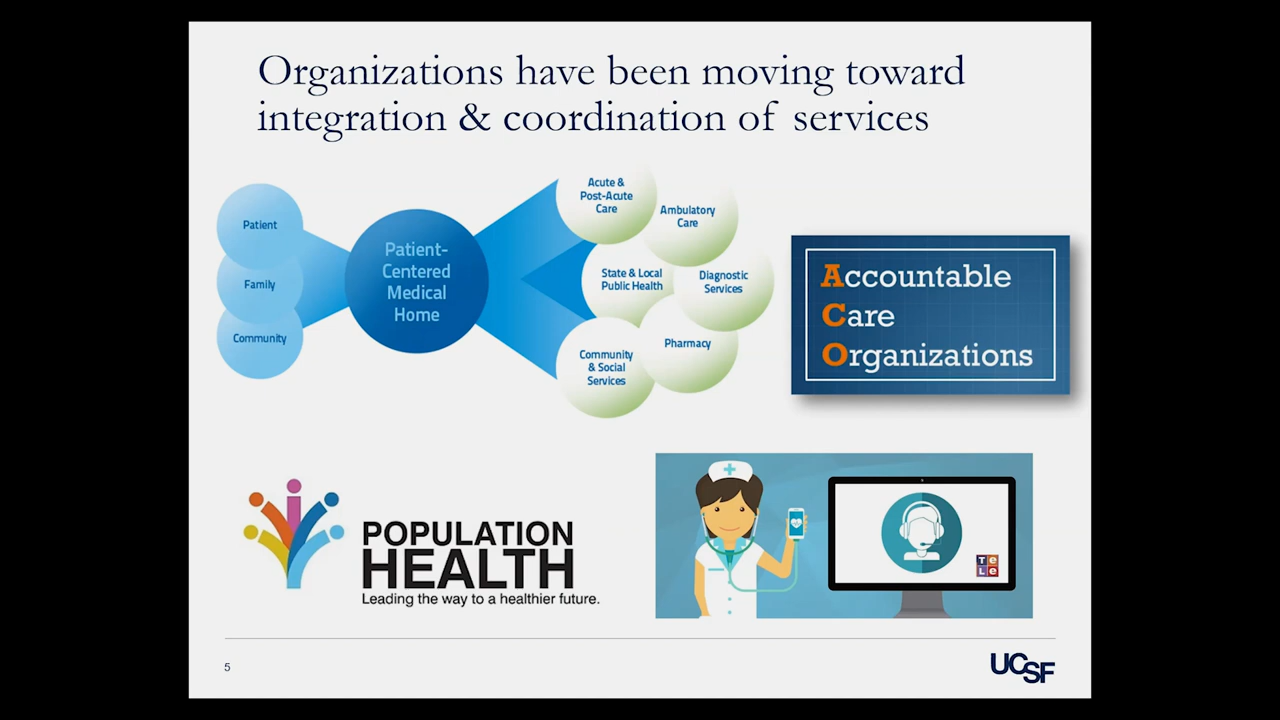 Organizations have been moving toward
integration & coordination of services
Patient
Family
Community
Patient-
Centered
Medical
Home
Acute &
Post-Acute
Care
Ambulatory
Care
State & Local
Public Health
Diagnostic
Services
Pharmacy
Community
& Social
Services
Accountable
Care
Organizations
POPULATION
HEALTH
Leading the way to a healthier future.
Te
Le
5
UCSF